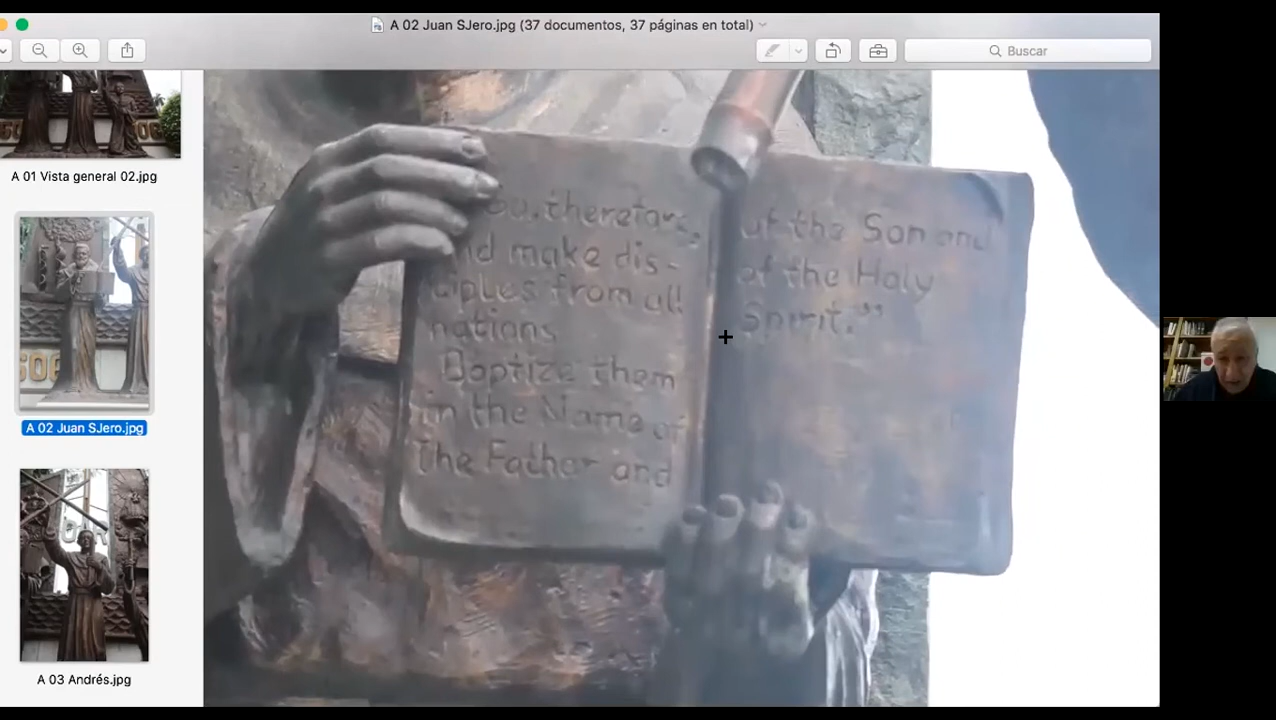 A 02 Juan SJero.jpg (37 documentos, 37 páginas en total)
Buscar
A 01 Vista general 02.jpg
A 02 Juan SJero.jpg
A 03 Andrés.jpg
and make dis-
ciples from all
nations
Baptize them
in the Name of
the Father and
of the Son and
of the Holy
Spirit.”